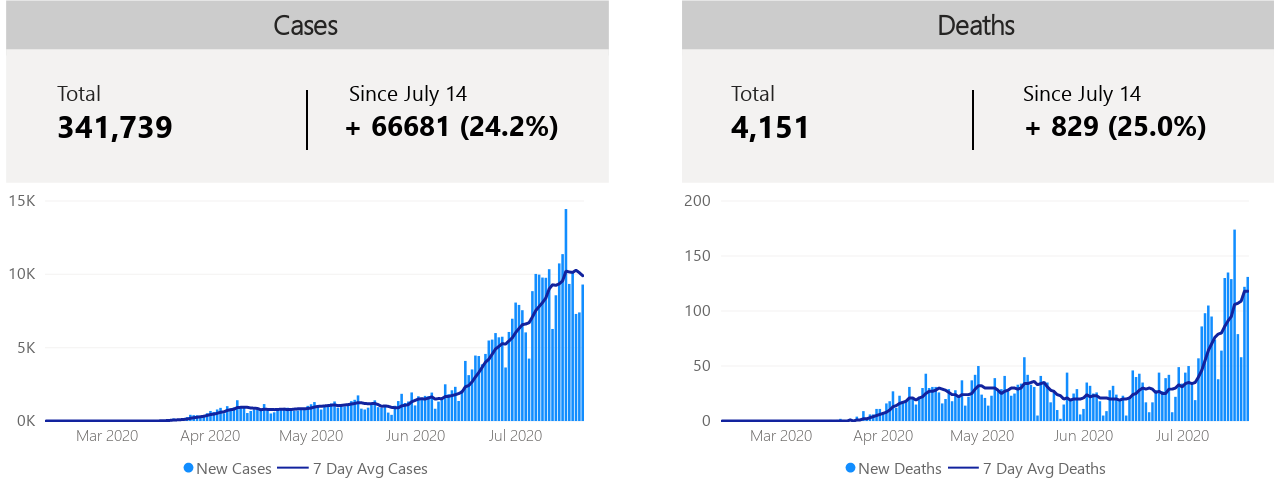 Cases
Total
341,739
Since July 14
+ 66681 (24.2%)
15K
10K
5K
0K
Mar 2020 Apr 2020 May 2020 Jun 2020 Jul 2020
New Cases 7 Day Avg Cases
Deaths
Total
4,151
Since July 14
+ 829 (25.0%)
200
150
100
50
0
Mar 2020 Apr 2020 May 2020 Jun 2020 Jul 2020
New Deaths 7 Day Avg Deaths